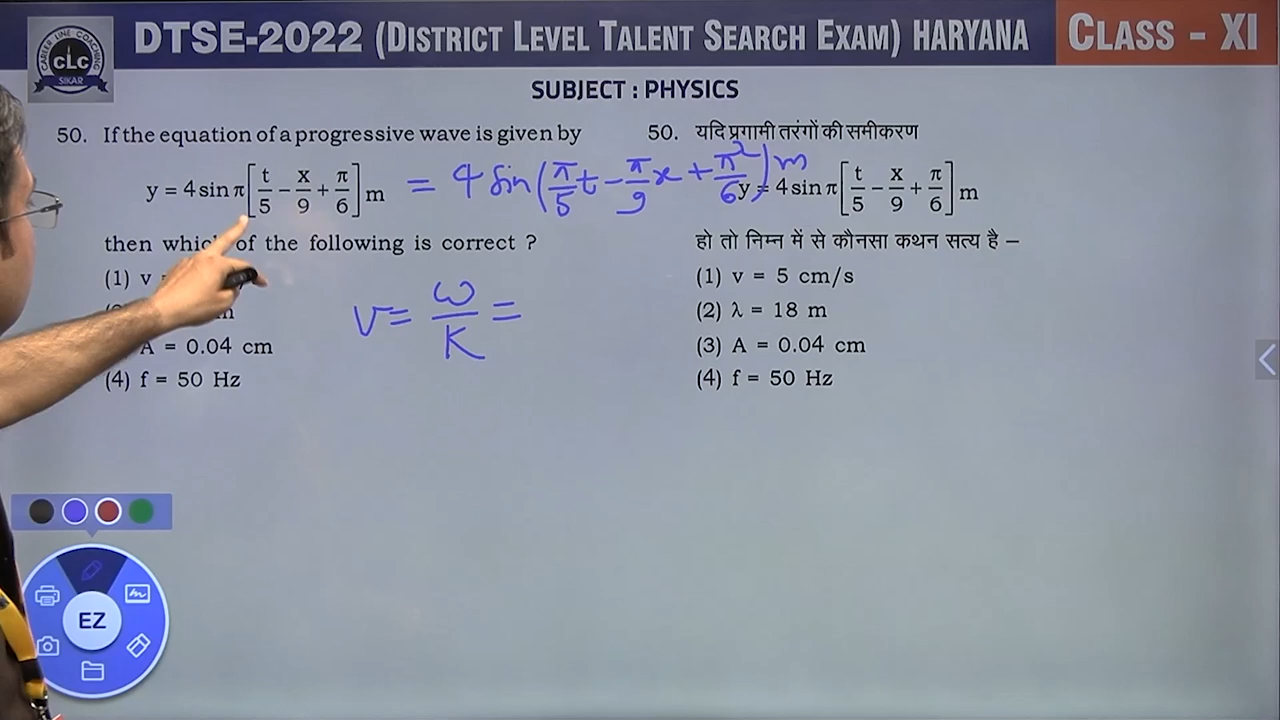 CAREER LINE COACHING
CLC
SIKAR
DTSE-2022 (DISTRICT LEVEL TALENT SEARCH EXAM) HARYANA
CLASS - XI
SUBJECT : PHYSICS
50. If the equation of a progressive wave is given by
y = 4 sin π [t/5 − x/9 + π/6] m = 4 sin(π/5 t − π/9 x + π²/6) m
then which of the following is correct ?
(1) v
V = ω/K =
A = 0.04 cm
(4) f = 50 Hz
50. यदि प्रगामी तरंगों की समीकरण
y = 4 sin π [t/5 − x/9 + π/6] m
हो तो निम्न में से कौनसा कथन सत्य है –
(1) v = 5 cm/s
(2) λ = 18 m
(3) A = 0.04 cm
(4) f = 50 Hz
EZ